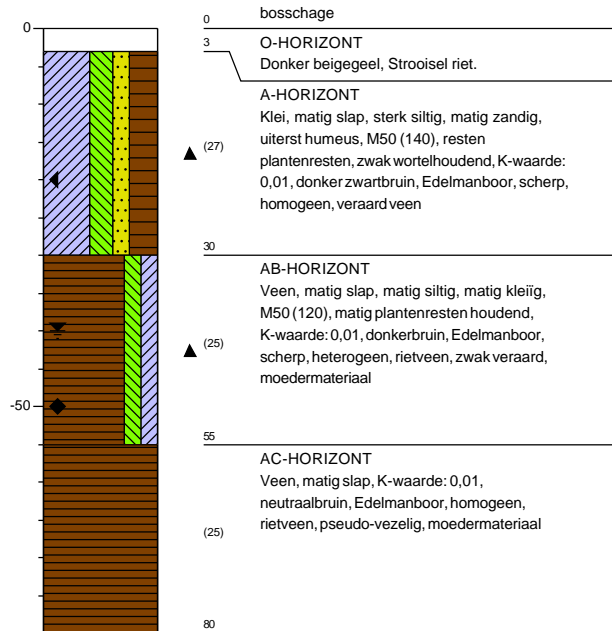 0
bosschage
0
3
O-HORIZONT
Donker beigegeel, Strooisel riet.
A-HORIZONT
Klei, matig slap, sterk siltig, matig zandig,
uiterst humeus, M50 (140), resten
(27)
plantenresten, zwak wortelhoudend, K-waarde:
0,01, donker zwartbruin, Edelmanboor, scherp,
homogeen, veraard veen
30
AB-HORIZONT
Veen, matig slap, matig siltig, matig kleiïg,
M50 (120), matig plantenresten houdend,
K-waarde: 0,01, donkerbruin, Edelmanboor,
(25)
scherp, heterogeen, rietveen, zwak veraard,
moedermateriaal
-50
55
AC-HORIZONT
Veen, matig slap, K-waarde: 0,01,
neutraalbruin, Edelmanboor, homogeen,
rietveen, pseudo-vezelig, moedermateriaal
(25)
80